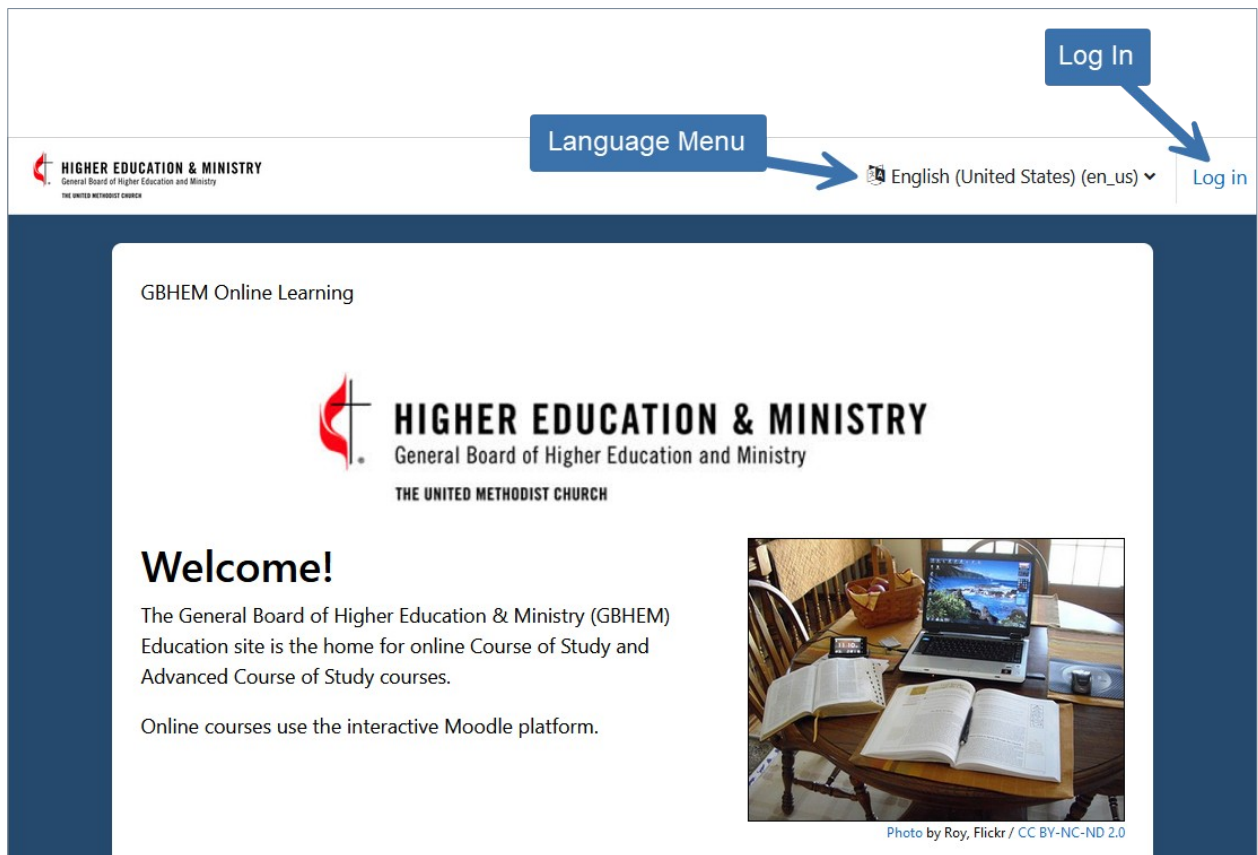 Log In
Language Menu
HIGHER EDUCATION & MINISTRY
General Board of Higher Education and Ministry
THE UNITED METHODIST CHURCH
English (United States) (en_us)
Log in
GBHEM Online Learning
HIGHER EDUCATION & MINISTRY
General Board of Higher Education and Ministry
THE UNITED METHODIST CHURCH
Welcome!
The General Board of Higher Education & Ministry (GBHEM)
Education site is the home for online Course of Study and
Advanced Course of Study courses.
Online courses use the interactive Moodle platform.
Photo by Roy, Flickr / CC BY-NC-ND 2.0